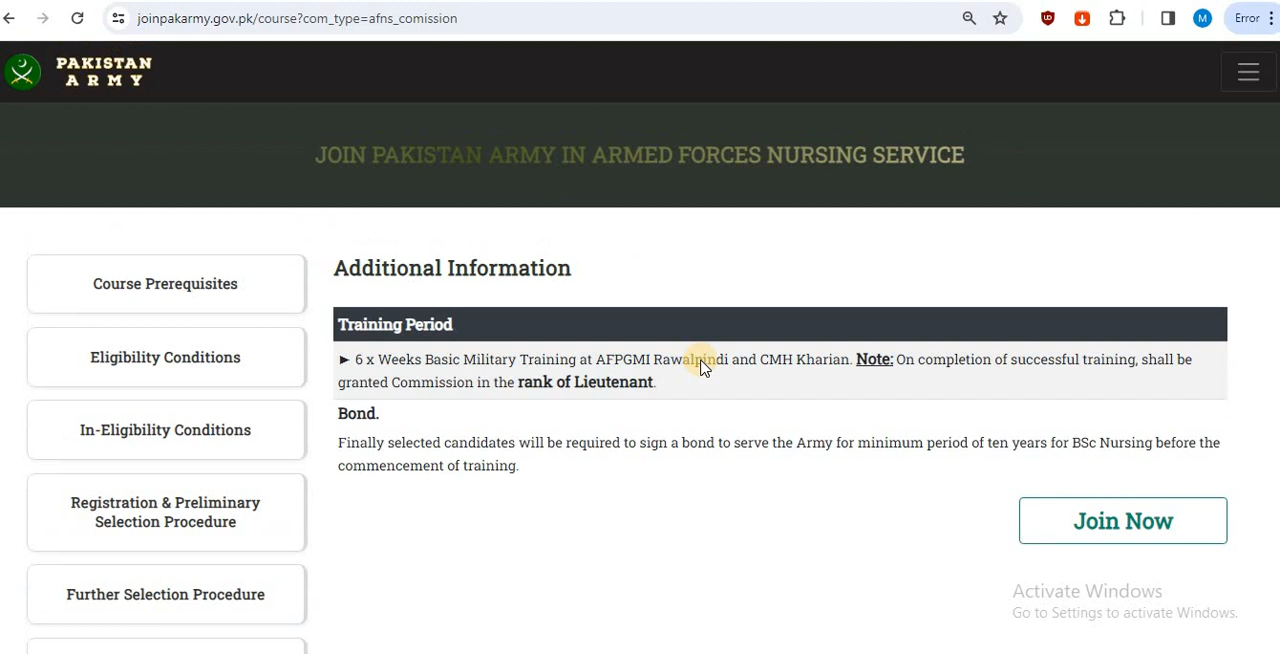 joinpakarmy.gov.pk/course?com_type=afns_comission
M
Error
PAKISTAN
ARMY
JOIN PAKISTAN ARMY IN ARMED FORCES NURSING SERVICE
Course Prerequisites
Eligibility Conditions
In-Eligibility Conditions
Registration & Preliminary
Selection Procedure
Further Selection Procedure
Additional Information
Training Period
► 6 x Weeks Basic Military Training at AFPGMI Rawalpindi and CMH Kharian. Note: On completion of successful training, shall be
granted Commission in the rank of Lieutenant.
Bond.
Finally selected candidates will be required to sign a bond to serve the Army for minimum period of ten years for BSc Nursing before the
commencement of training.
Join Now
Activate Windows
Go to Settings to activate Windows.